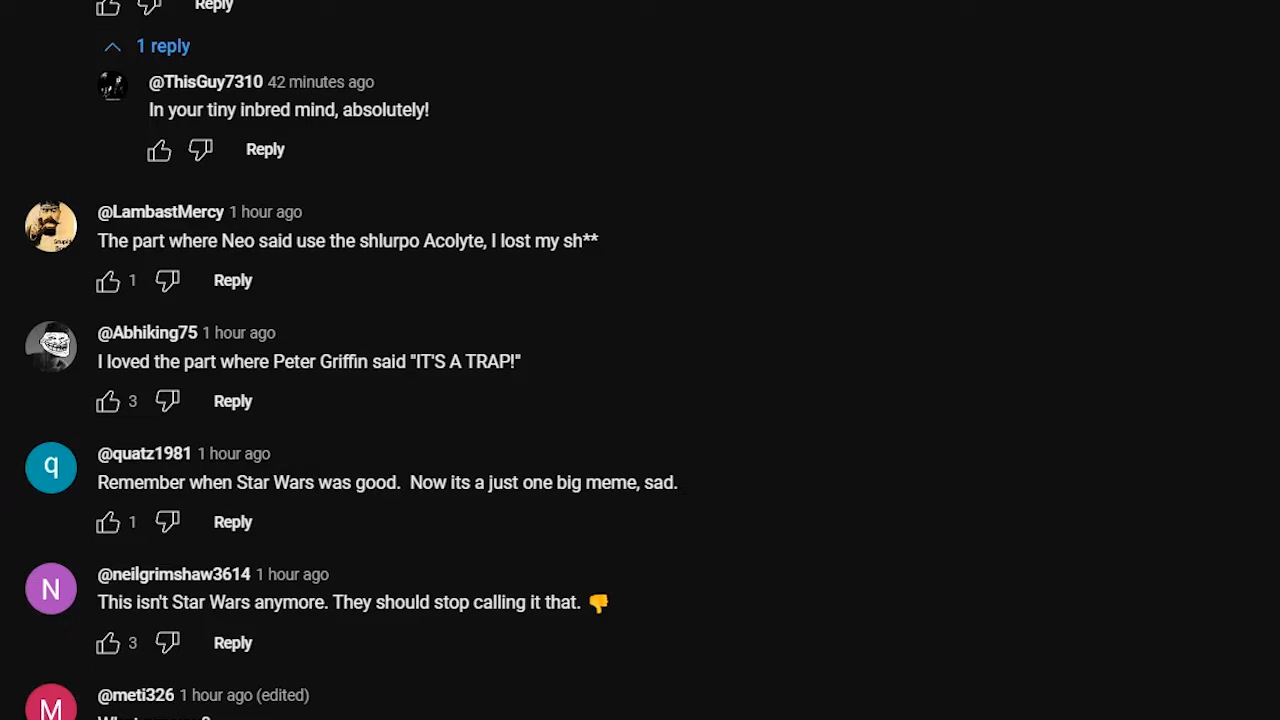 Reply
1 reply
@ThisGuy7310 42 minutes ago
In your tiny inbred mind, absolutely!
Reply
@LambastMercy 1 hour ago
The part where Neo said use the shlurpo Acolyte, I lost my sh**
1 Reply
@Abhiking75 1 hour ago
I loved the part where Peter Griffin said "IT'S A TRAP!"
3 Reply
q
@quatz1981 1 hour ago
Remember when Star Wars was good.  Now its a just one big meme, sad.
1 Reply
N
@neilgrimshaw3614 1 hour ago
This isn't Star Wars anymore. They should stop calling it that. 👎
3 Reply
M
@meti326 1 hour ago (edited)